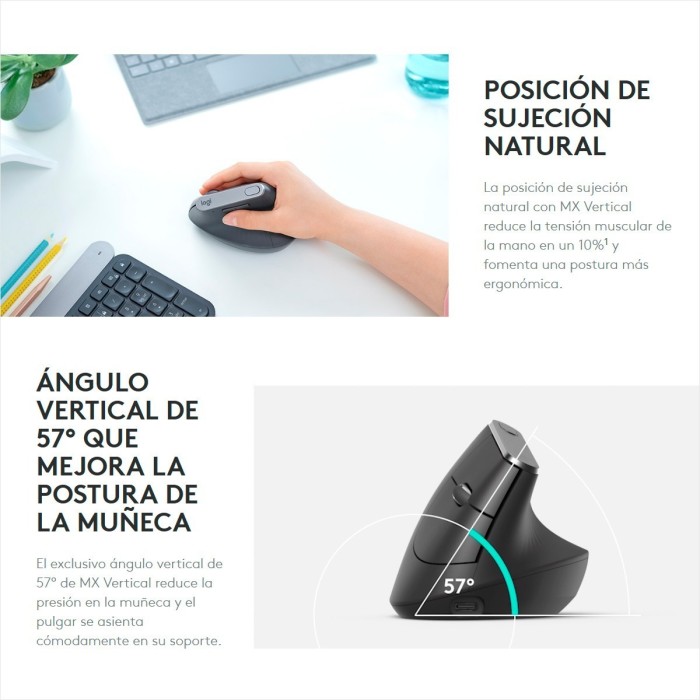 POSICIÓN DE
SUJECIÓN
NATURAL
La posición de sujeción
natural con MX Vertical
reduce la tensión muscular de
la mano en un 10%¹ y
fomenta una postura más
ergonómica.
logi
ÁNGULO
VERTICAL DE
57° QUE
MEJORA LA
POSTURA DE
LA MUÑECA
El exclusivo ángulo vertical de
57° de MX Vertical reduce la
presión en la muñeca y el
pulgar se asienta
cómodamente en su soporte.
57°